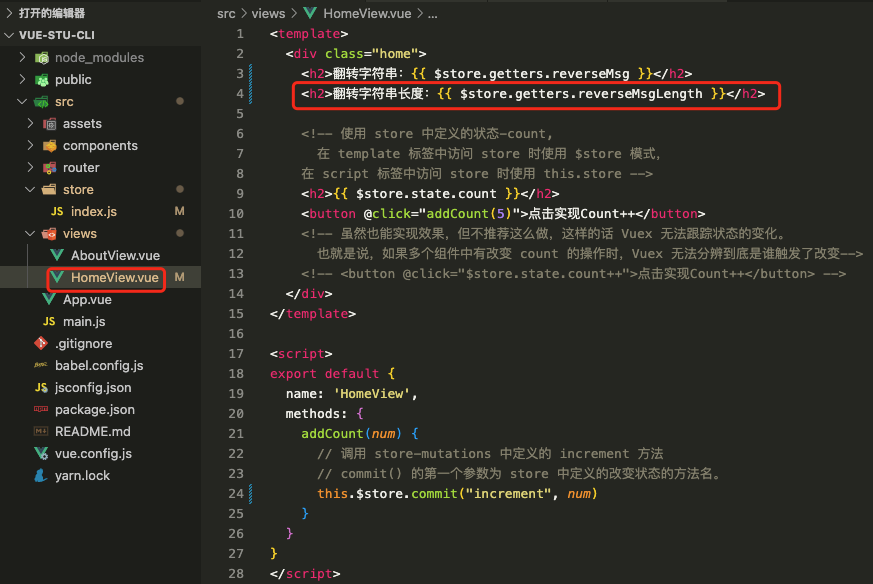 打开的编辑器
VUE-STU-CLI
node_modules
public
src
assets
components
router
store
JS index.js M
views
AboutView.vue
HomeView.vue M
App.vue
JS main.js
.gitignore
babel.config.js
JS jsconfig.json
package.json
README.md
vue.config.js
yarn.lock
src > views > HomeView.vue > ...
1 <template>
2 <div class="home">
3 <h2>翻转字符串: {{ $store.getters.reverseMsg }}</h2>
4 <h2>翻转字符串长度: {{ $store.getters.reverseMsgLength }}</h2>
5
6 <!-- 使用 store 中定义的状态-count,
7 在 template 标签中访问 store 时使用 $store 模式,
8 在 script 标签中访问 store 时使用 this.store -->
9 <h2>{{ $store.state.count }}</h2>
10 <button @click="addCount(5)">点击实现Count++</button>
11 <!-- 虽然也能实现效果，但不推荐这么做，这样的话 Vuex 无法跟踪状态的变化。
12 也就是说，如果多个组件中有改变 count 的操作时，Vuex 无法分辨到底是谁触发了改变-->
13 <!-- <button @click="$store.state.count++">点击实现Count++</button> -->
14 </div>
15 </template>
16
17 <script>
18 export default {
19 name: 'HomeView',
20 methods: {
21 addCount(num) {
22 // 调用 store-mutations 中定义的 increment 方法
23 // commit() 的第一个参数为 store 中定义的改变状态的方法名。
24 this.$store.commit("increment", num)
25 }
26 }
27 }
28 </script>